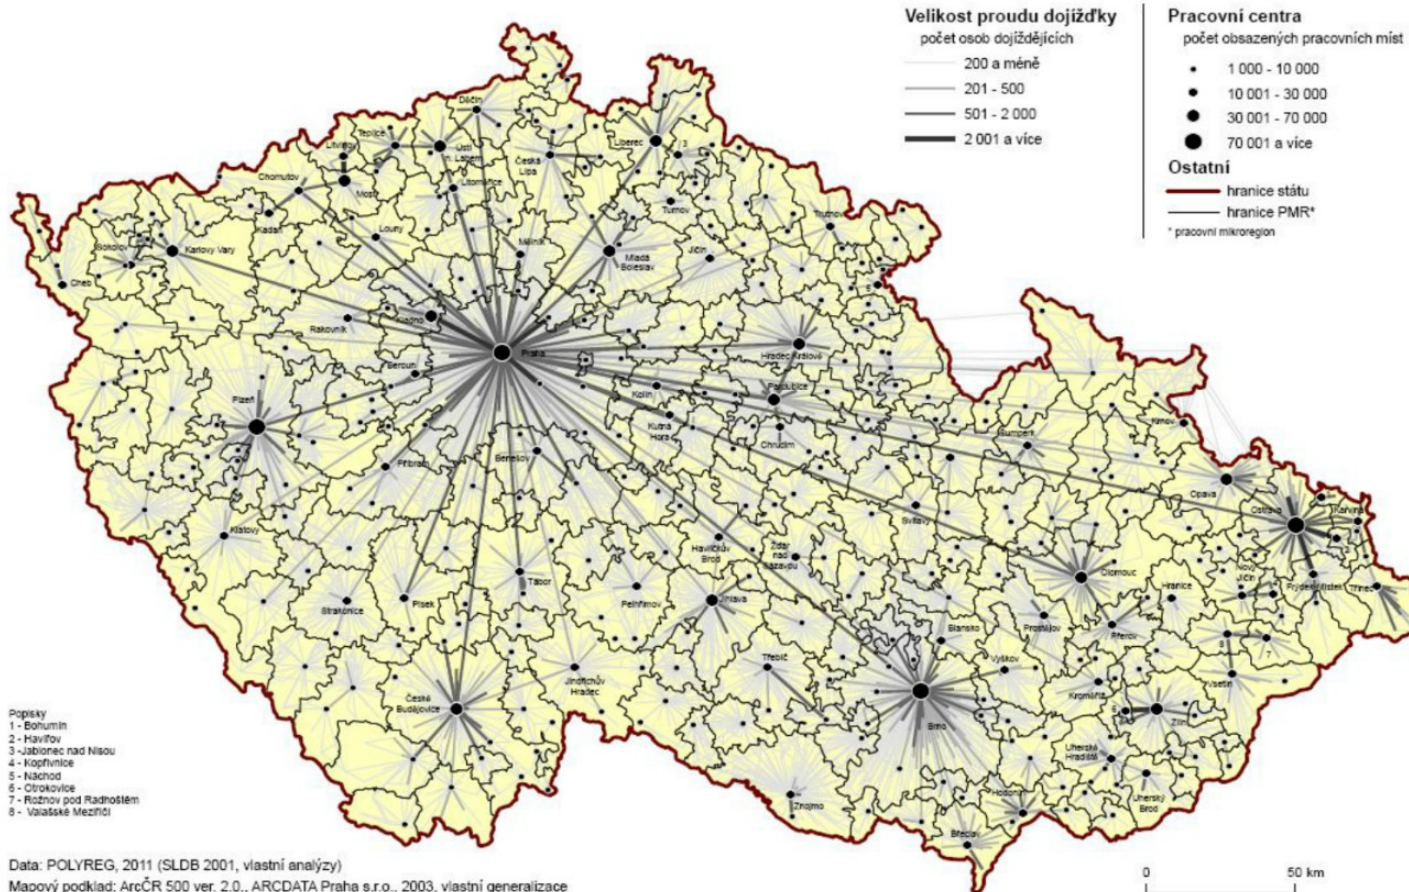 Velikost proudu dojížďky
počet osob dojíždějících
200 a méně
201 - 500
501 - 2 000
2 001 a více
Pracovní centra
počet obsazených pracovních míst
1 000 - 10 000
10 001 - 30 000
30 001 - 70 000
70 001 a více
Ostatní
hranice státu
hranice PMR*
* pracovní mikroregion
Děčín
Teplice
Ústí
n. Labem
Litvínov
Most
Chomutov
Kadaň
Litoměřice
Česká
Lípa
Liberec
3
Turnov
Trutnov
Louny
Mělník
Mladá
Boleslav
Jičín
5
Sokolov
Karlovy Vary
Cheb
Rakovník
Kladno
Praha
Beroun
Hradec Králové
Pardubice
Kolín
Kutná
Hora
Chrudim
Plzeň
Příbram
Benešov
Šumperk
Krnov
Opava
Ostrava
Karviná
Klatovy
Svitavy
Havlíčkův
Brod
Žďár
nad
Sázavou
Olomouc
Hranice
Nový
Jičín
Frýdek-Místek
Třinec
Tábor
Písek
Strakonice
Pelhřimov
Jihlava
Blansko
Prostějov
Přerov
Vyškov
Třebíč
Jindřichův
Hradec
České
Budějovice
Brno
Kroměříž
8
7
Vsetín
6
Zlín
Uherské
Hradiště
Uherský
Brod
Znojmo
Hodonín
Břeclav
Popisky
1 - Bohumín
2 - Havířov
3 -Jablonec nad Nisou
4 - Kopřivnice
5 - Náchod
6 - Otrokovice
7 - Rožnov pod Radhoštěm
8 - Valašské Meziříčí
Data: POLYREG, 2011 (SLDB 2001, vlastní analýzy)
Mapový podklad: ArcČR 500 ver. 2.0., ARCDATA Praha s.r.o., 2003, vlastní generalizace
0 50 km